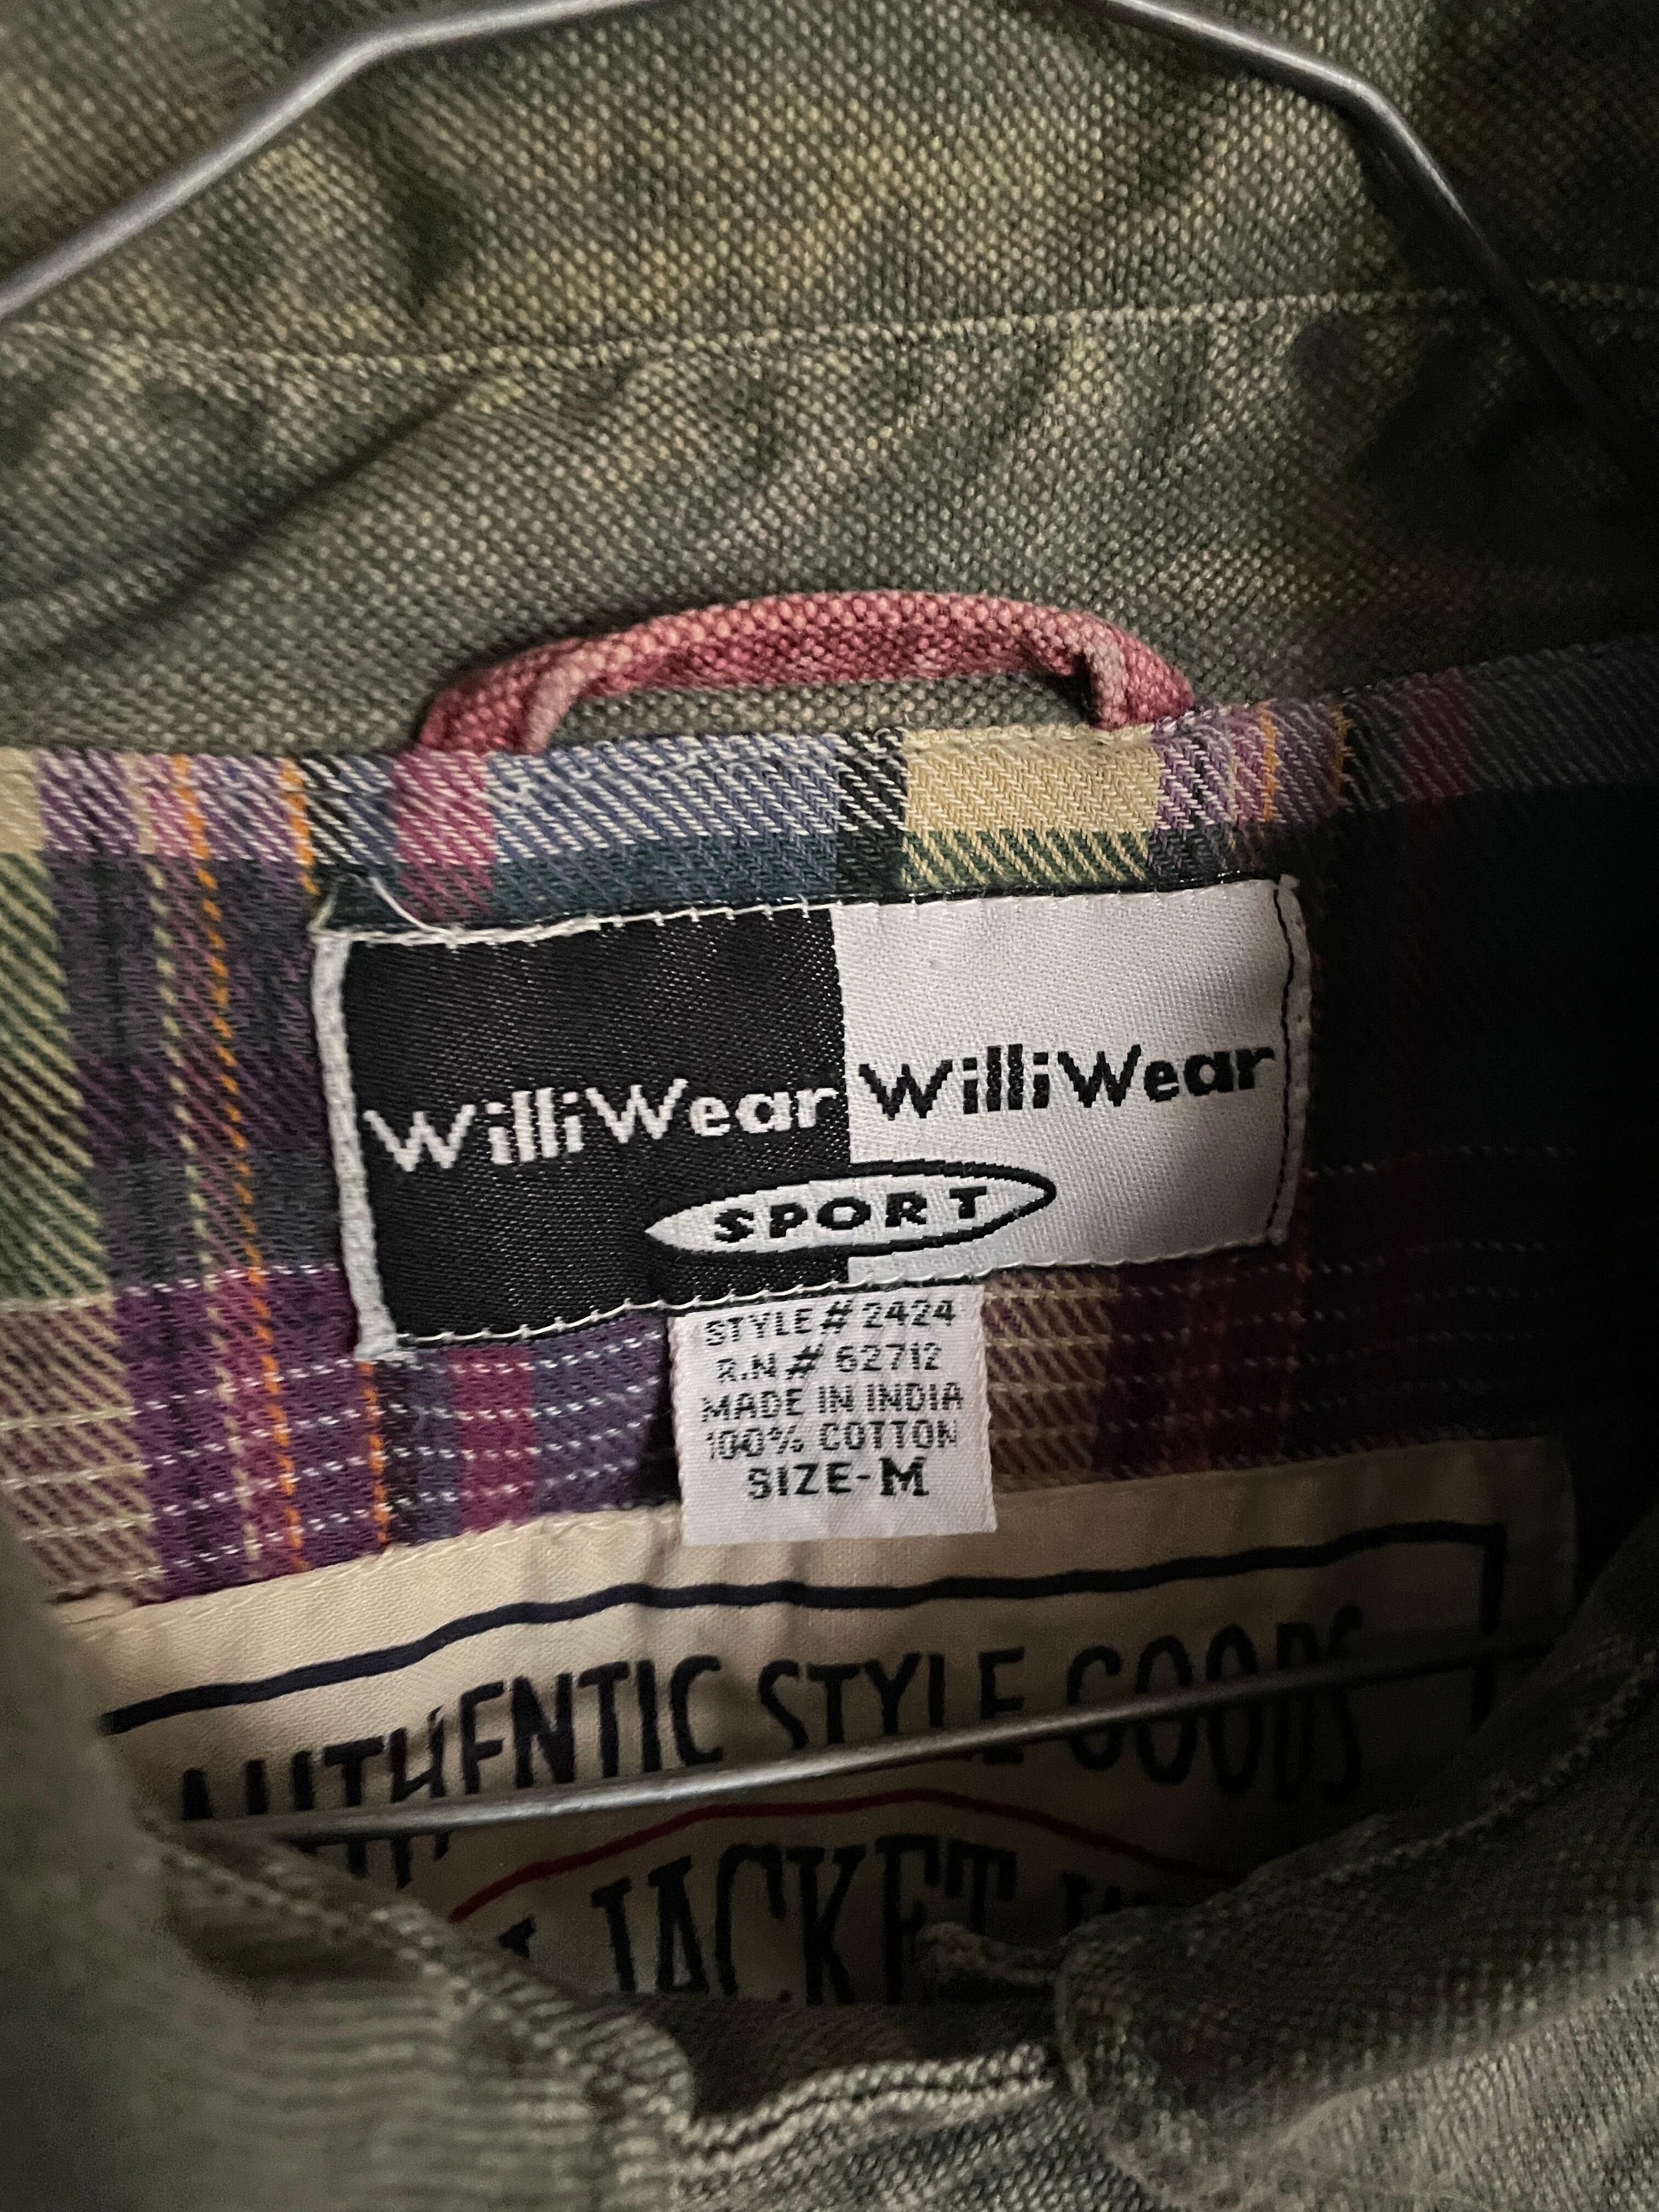 WilliWear WilliWear
SPORT
STYLE # 2424
R.N # 62712
MADE IN INDIA
100% COTTON
SIZE-M
AUTHENTIC STYLE GOODS
JACKET